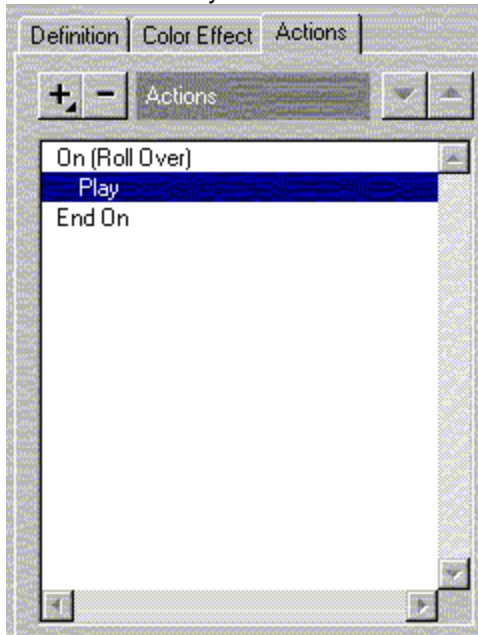 Definition Color Effect Actions
+ - Actions
On (Roll Over)
Play
End On